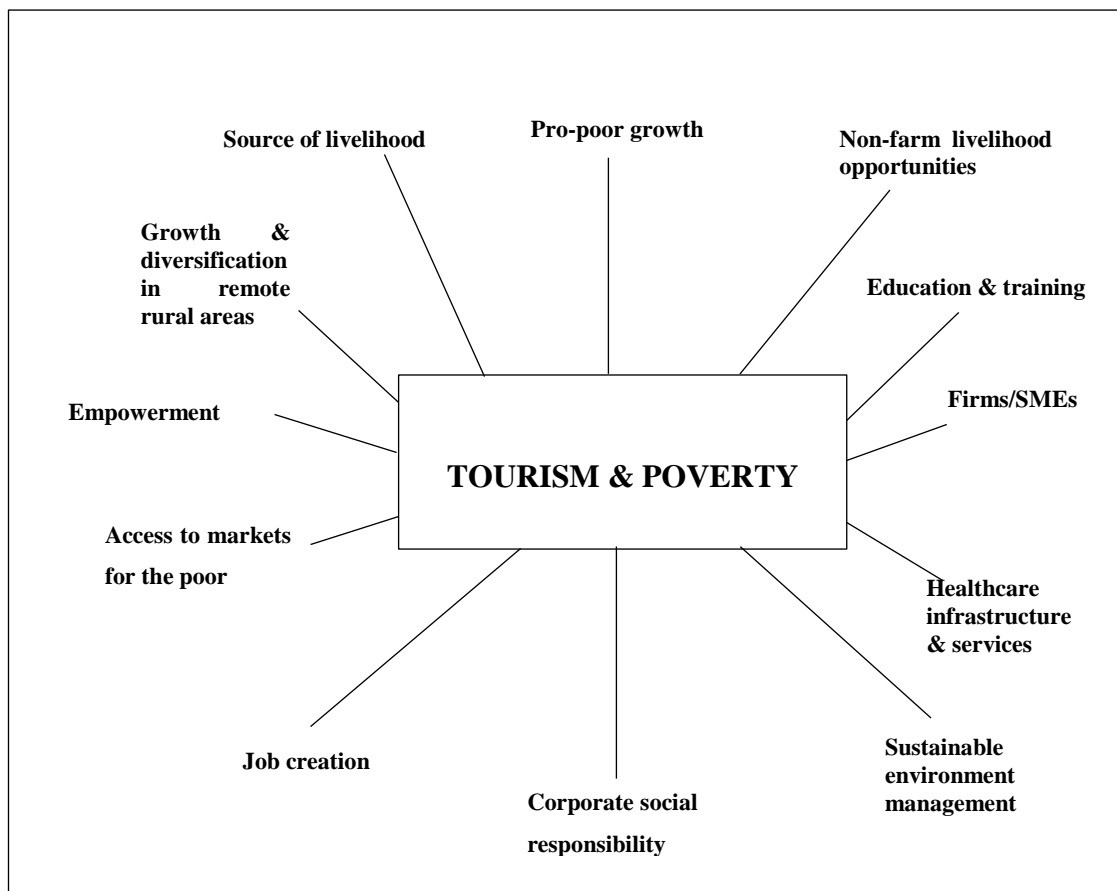 Source of livelihood
Pro-poor growth
Non-farm livelihood
opportunities
Growth &
diversification
in remote
rural areas
Education & training
Empowerment
Firms/SMEs
TOURISM & POVERTY
Access to markets
for the poor
Healthcare
infrastructure
& services
Job creation
Corporate social
responsibility
Sustainable
environment
management